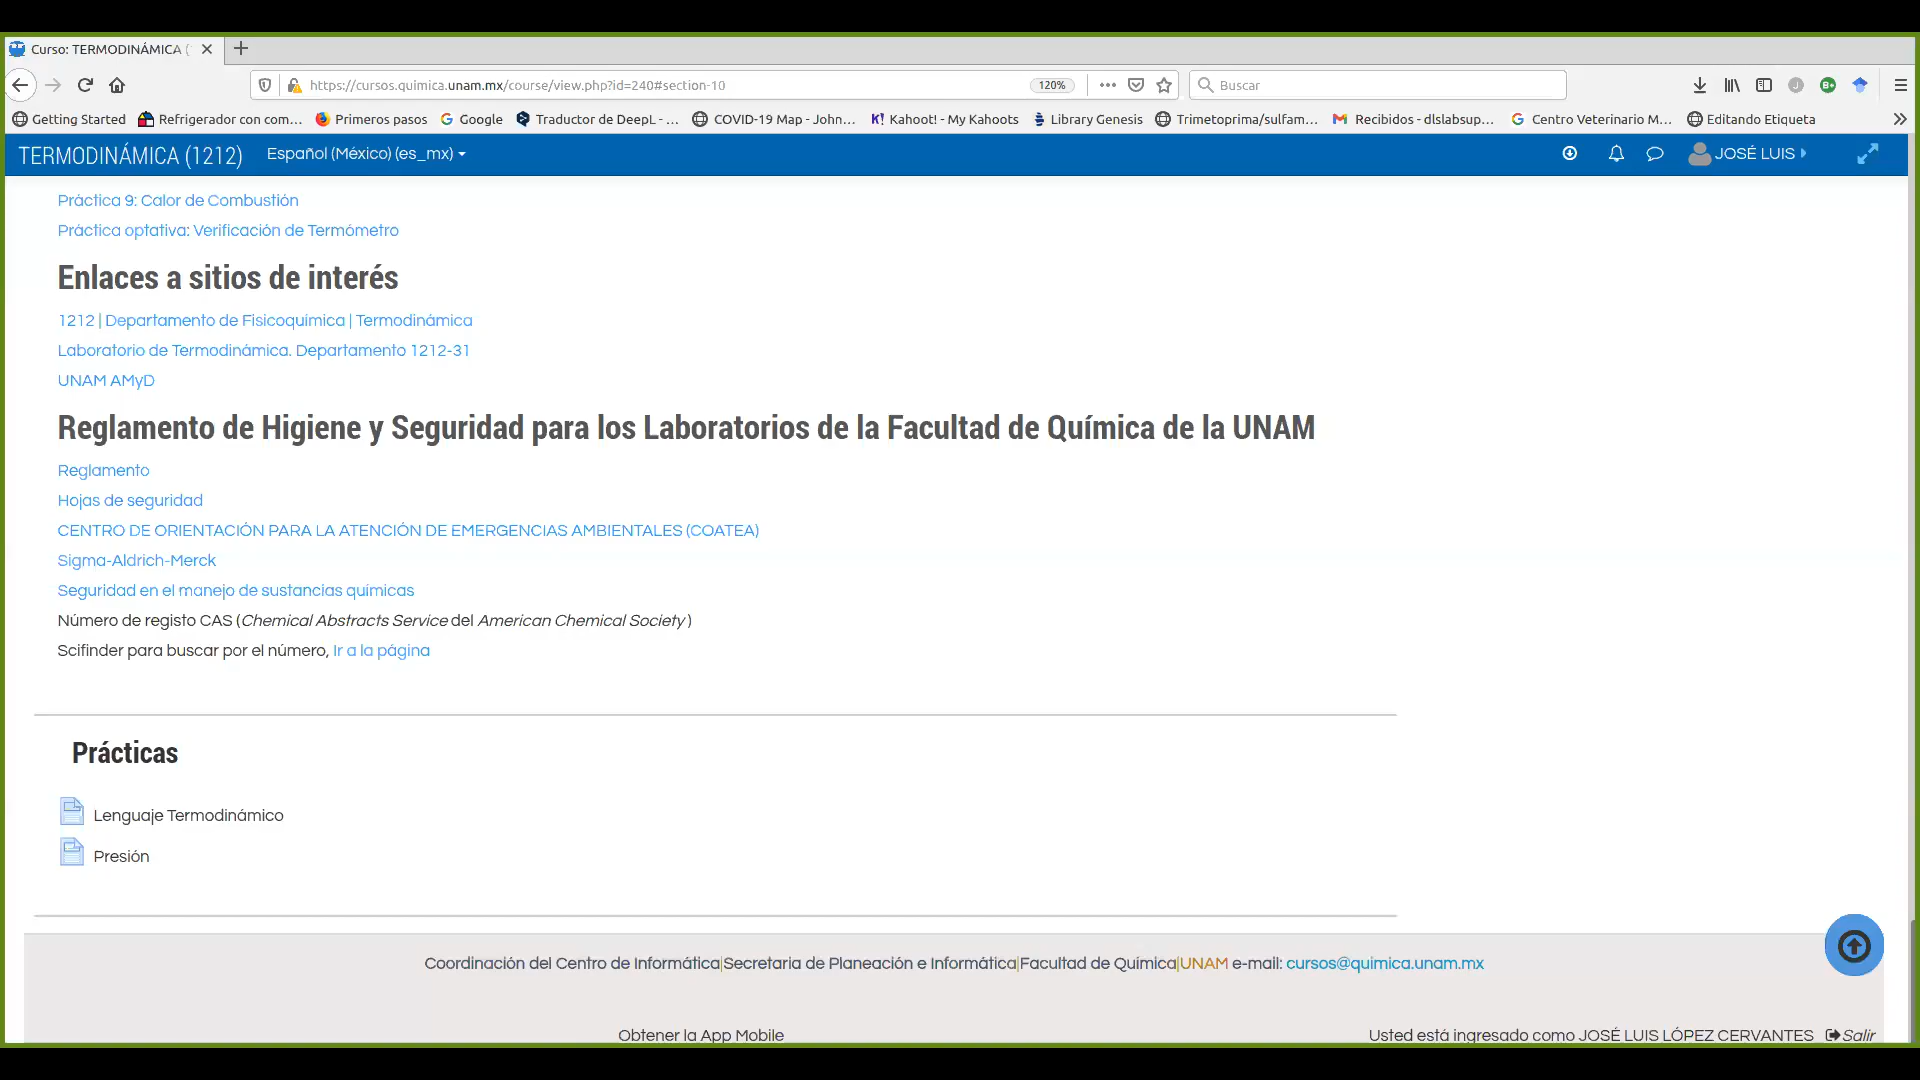 Curso: TERMODINÁMICA (
https://cursos.quimica.unam.mx/course/view.php?id=240#section-10
120%
Buscar
Getting Started
Refrigerador con com...
Primeros pasos
Google
Traductor de DeepL - ...
COVID-19 Map - John...
Kahoot! - My Kahoots
Library Genesis
Trimetoprima/sulfam...
Recibidos - dlslabsup...
Centro Veterinario M...
Editando Etiqueta
TERMODINÁMICA (1212)
Español (México) (es_mx)
JOSÉ LUIS
Práctica 9: Calor de Combustión
Práctica optativa: Verificación de Termómetro
Enlaces a sitios de interés
1212 | Departamento de Fisicoquímica | Termodinámica
Laboratorio de Termodinámica. Departamento 1212-31
UNAM AMyD
Reglamento de Higiene y Seguridad para los Laboratorios de la Facultad de Química de la UNAM
Reglamento
Hojas de seguridad
CENTRO DE ORIENTACIÓN PARA LA ATENCIÓN DE EMERGENCIAS AMBIENTALES (COATEA)
Sigma-Aldrich-Merck
Seguridad en el manejo de sustancias químicas
Número de registo CAS (Chemical Abstracts Service del American Chemical Society )
Scifinder para buscar por el número, Ir a la página
Prácticas
Lenguaje Termodinámico
Presión
Coordinación del Centro de Informática|Secretaria de Planeación e Informática|Facultad de Química|UNAM e-mail: cursos@quimica.unam.mx
Obtener la App Mobile
Usted está ingresado como JOSÉ LUIS LÓPEZ CERVANTES Salir